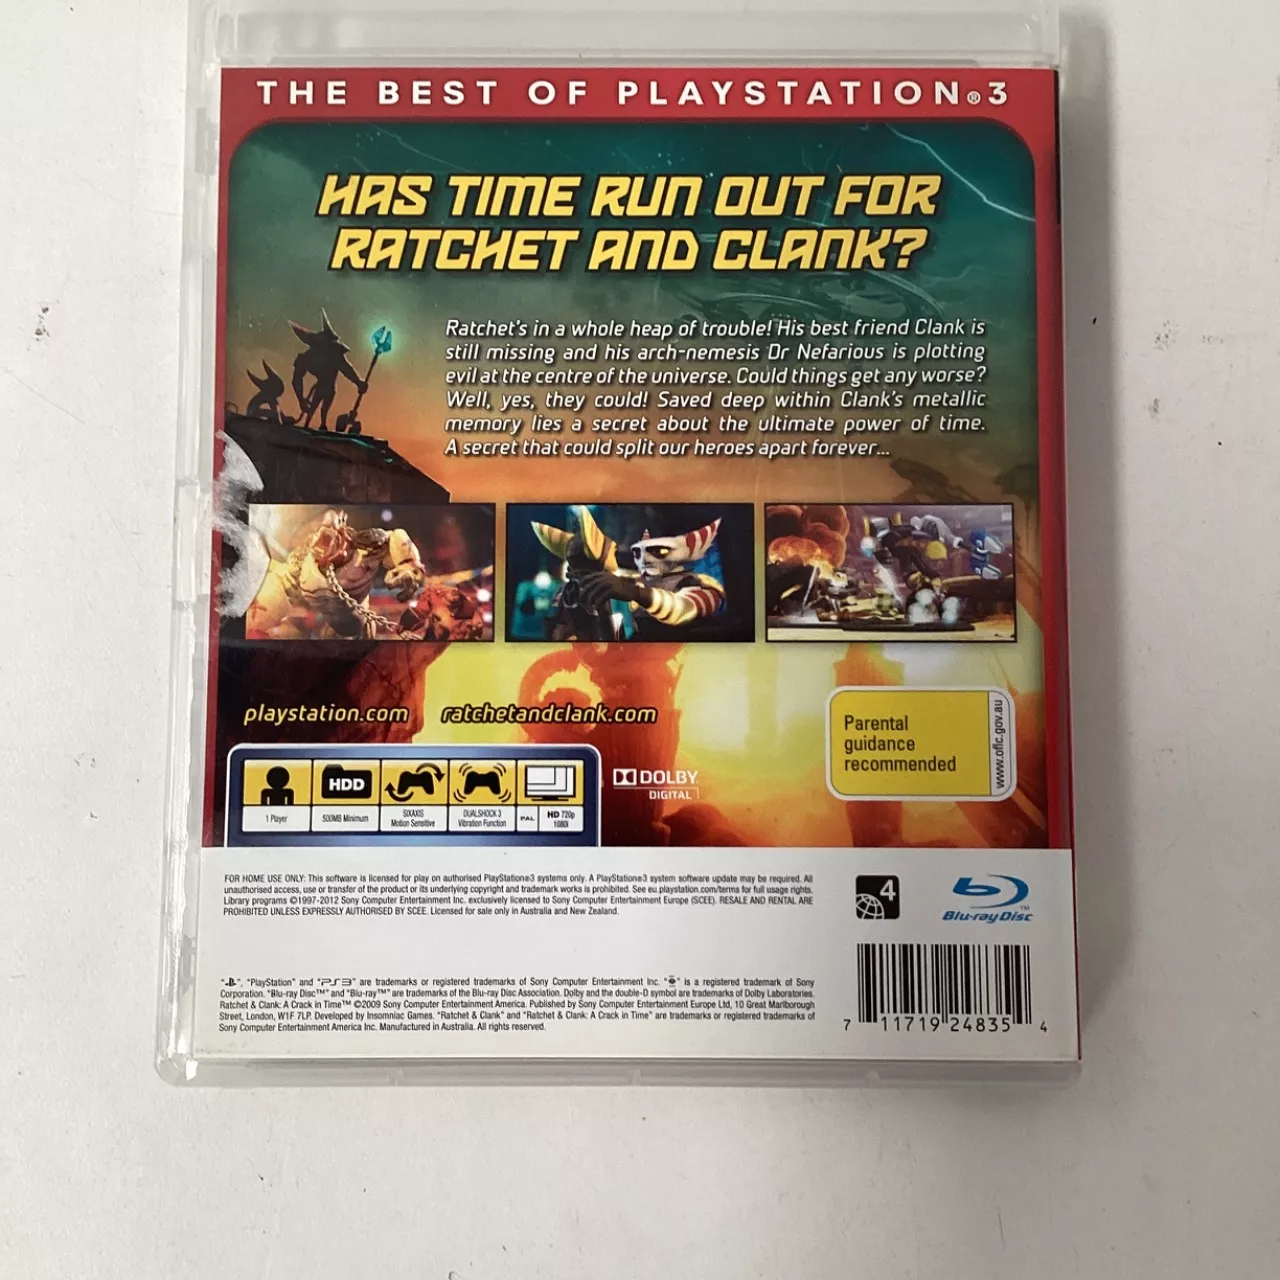 THE BEST OF PLAYSTATION®3
HAS TIME RUN OUT FOR
RATCHET AND CLANK?
Ratchet's in a whole heap of trouble! His best friend Clank is
still missing and his arch-nemesis Dr Nefarious is plotting
evil at the centre of the universe. Could things get any worse?
Well, yes, they could! Saved deep within Clank's metallic
memory lies a secret about the ultimate power of time.
A secret that could split our heroes apart forever...
playstation.com
ratchetandclank.com
Parental
guidance
recommended
www.oflc.gov.au
HDD
1 Player
500MB Minimum
SIXAXIS
Motion Sensitive
DUALSHOCK 3
Vibration Function
PAL
HD 720p
1080i
DOLBY
DIGITAL
FOR HOME USE ONLY: This software is licensed for play on authorised PlayStation®3 systems only. A PlayStation®3 system software update may be required. All
unauthorised access, use or transfer of the product or its underlying copyright and trademark works is prohibited. See eu.playstation.com/terms for full usage rights.
Library programs ©1997-2012 Sony Computer Entertainment Inc. exclusively licensed to Sony Computer Entertainment Europe (SCEE). RESALE AND RENTAL ARE
PROHIBITED UNLESS EXPRESSLY AUTHORISED BY SCEE. Licensed for sale only in Australia and New Zealand.
4
Blu-ray Disc™
"PlayStation" and "PS3" are trademarks or registered trademarks of Sony Computer Entertainment Inc. " " is a registered trademark of Sony
Corporation. "Blu-ray Disc™" and "Blu-ray™" are trademarks of the Blu-ray Disc Association. Dolby and the double-D symbol are trademarks of Dolby Laboratories.
Ratchet & Clank: A Crack in Time™ ©2009 Sony Computer Entertainment America. Published by Sony Computer Entertainment Europe Ltd, 10 Great Marlborough
Street, London, W1F 7LP. Developed by Insomniac Games. "Ratchet & Clank" and "Ratchet & Clank: A Crack in Time" are trademarks or registered trademarks of
Sony Computer Entertainment America Inc. Manufactured in Australia. All rights reserved.
7 11719 24835 4